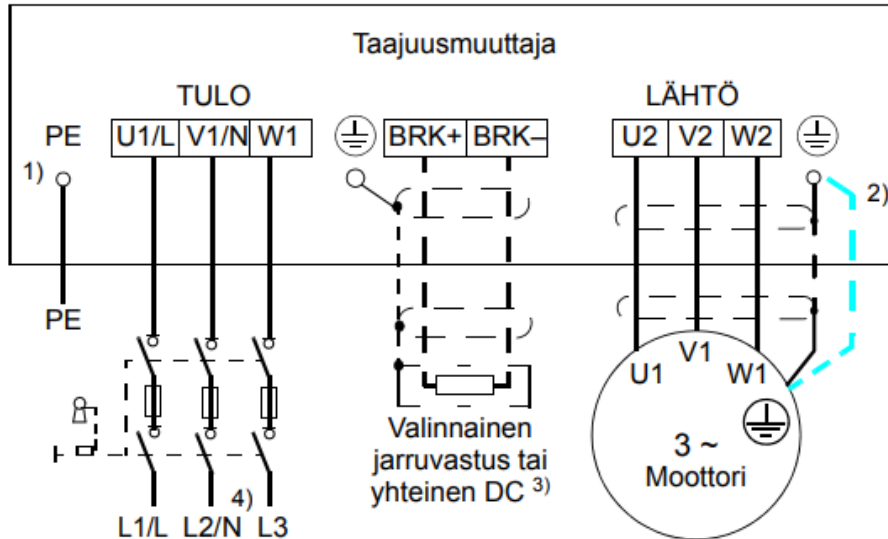 Taajuusmuuttaja
TULO
LÄHTÖ
PE U1/L V1/N W1 BRK+ BRK– U2 V2 W2
1)
2)
PE
U1 V1 W1
3 ~
Moottori
Valinnainen
jarruvastus tai
yhteinen DC 3)
4)
L1/L L2/N L3